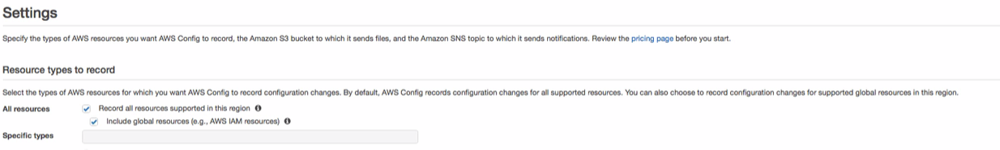 Settings
Specify the types of AWS resources you want AWS Config to record, the Amazon S3 bucket to which it sends files, and the Amazon SNS topic to which it sends notifications. Review the pricing page before you start.
Resource types to record
Select the types of AWS resources for which you want AWS Config to record configuration changes. By default, AWS Config records configuration changes for all supported resources. You can also choose to record configuration changes for supported global resources in this region.
All resources Record all resources supported in this region
Include global resources (e.g., AWS IAM resources)
Specific types